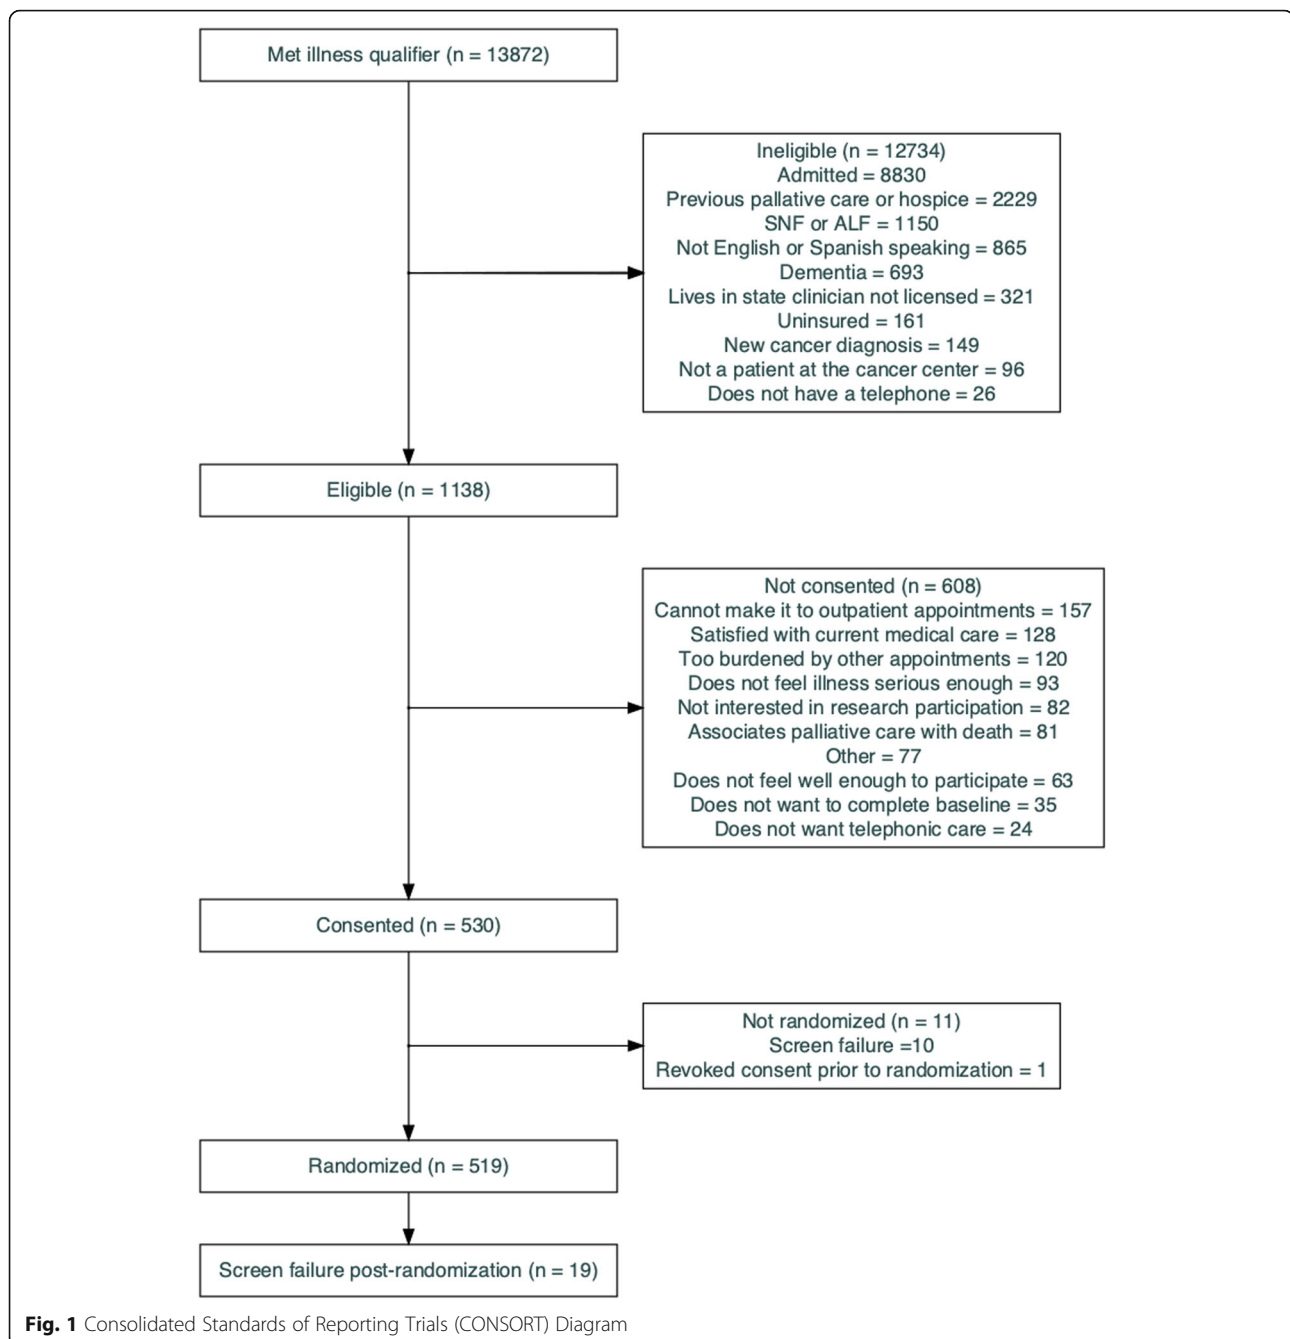 Met illness qualifier (n = 13872)
Ineligible (n = 12734)
Admitted = 8830
Previous pallative care or hospice = 2229
SNF or ALF = 1150
Not English or Spanish speaking = 865
Dementia = 693
Lives in state clinician not licensed = 321
Uninsured = 161
New cancer diagnosis = 149
Not a patient at the cancer center = 96
Does not have a telephone = 26
Eligible (n = 1138)
Not consented (n = 608)
Cannot make it to outpatient appointments = 157
Satisfied with current medical care = 128
Too burdened by other appointments = 120
Does not feel illness serious enough = 93
Not interested in research participation = 82
Associates palliative care with death = 81
Other = 77
Does not feel well enough to participate = 63
Does not want to complete baseline = 35
Does not want telephonic care = 24
Consented (n = 530)
Not randomized (n = 11)
Screen failure =10
Revoked consent prior to randomization = 1
Randomized (n = 519)
Screen failure post-randomization (n = 19)
Fig. 1 Consolidated Standards of Reporting Trials (CONSORT) Diagram